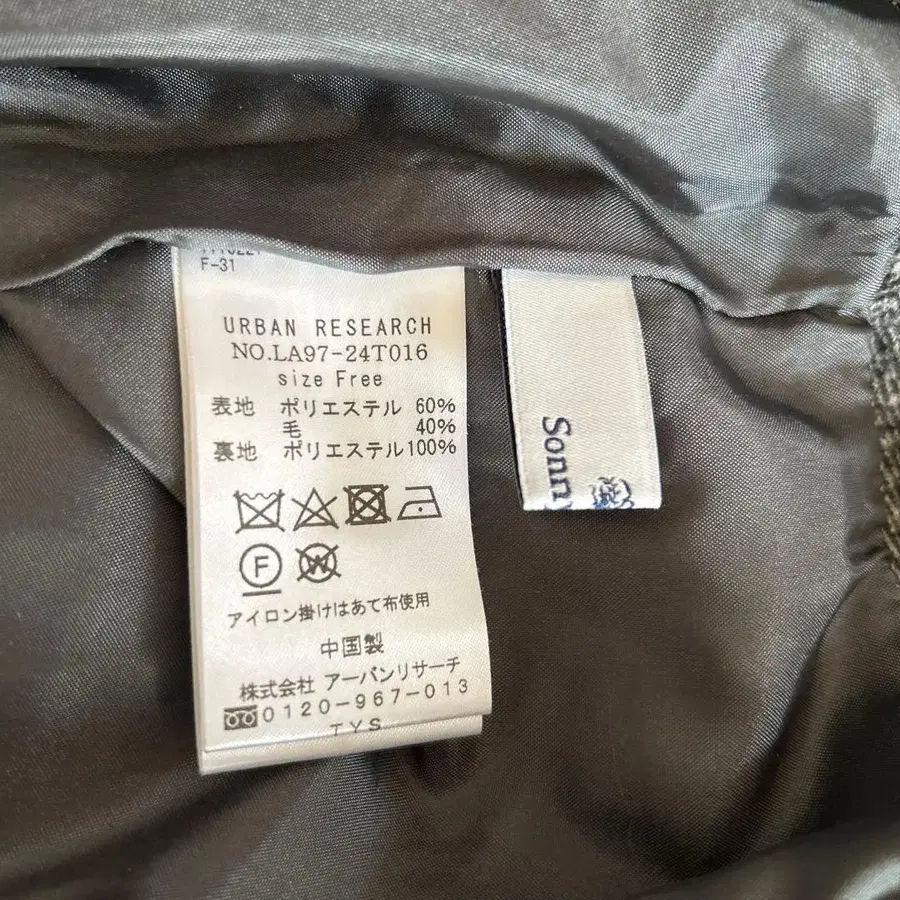 F-31
URBAN RESEARCH
NO.LA97-24T016
size Free
表地 ポリエステル 60%
毛 40%
裏地 ポリエステル100%
F
W
アイロン掛けはあて布使用
中国製
株式会社 アーバンリサーチ
0120-967-013
TYS
Sonn